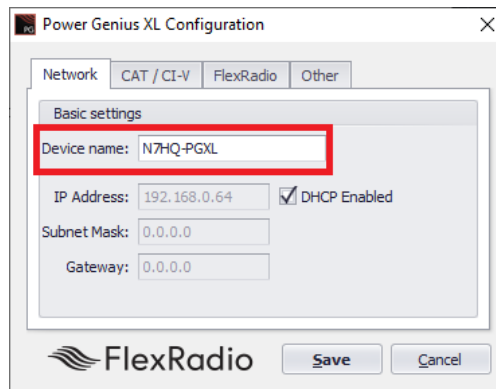 PG
Power Genius XL Configuration
Network CAT / CI-V FlexRadio Other
Basic settings
Device name: N7HQ-PGXL
IP Address: 192.168.0.64 DHCP Enabled
Subnet Mask: 0.0.0.0
Gateway: 0.0.0.0
FlexRadio Save Cancel